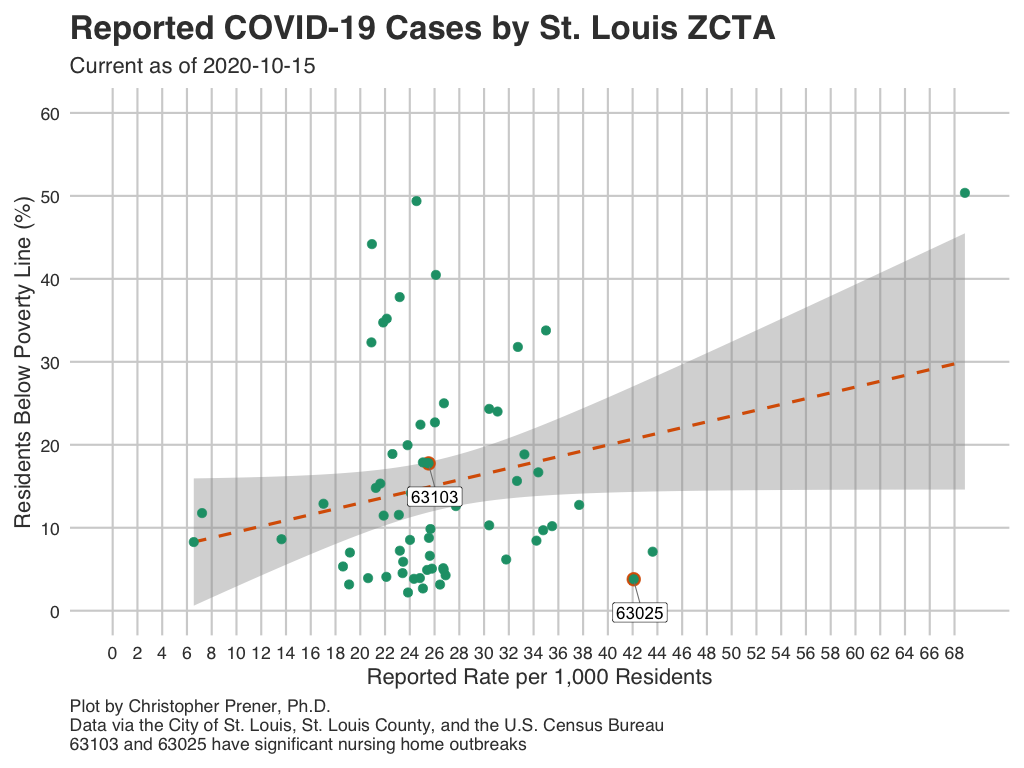 Reported COVID-19 Cases by St. Louis ZCTA
Current as of 2020-10-15
Residents Below Poverty Line (%)
60
50
40
30
20
10
0
63103
63025
0 2 4 6 8 10 12 14 16 18 20 22 24 26 28 30 32 34 36 38 40 42 44 46 48 50 52 54 56 58 60 62 64 66 68
Reported Rate per 1,000 Residents
Plot by Christopher Prener, Ph.D.
Data via the City of St. Louis, St. Louis County, and the U.S. Census Bureau
63103 and 63025 have significant nursing home outbreaks